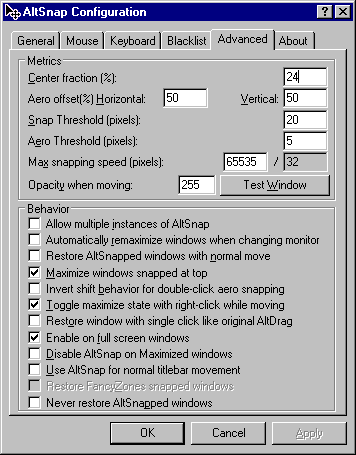 AltSnap Configuration
General Mouse Keyboard Blacklist Advanced About
Metrics
Center fraction (%): 24
Aero offset(%) Horizontal: 50 Vertical: 50
Snap Threshold (pixels): 20
Aero Threshold (pixels): 5
Max snapping speed (pixels): 65535 / 32
Opacity when moving: 255 Test Window
Behavior
Allow multiple instances of AltSnap
Automatically remaximize windows when changing monitor
Restore AltSnapped windows with normal move
Maximize windows snapped at top
Invert shift behavior for double-click aero snapping
Toggle maximize state with right-click while moving
Restore window with single click like original AltDrag
Enable on full screen windows
Disable AltSnap on Maximized windows
Use AltSnap for normal titlebar movement
Restore FancyZones snapped windows
Never restore AltSnapped windows
OK Cancel Apply